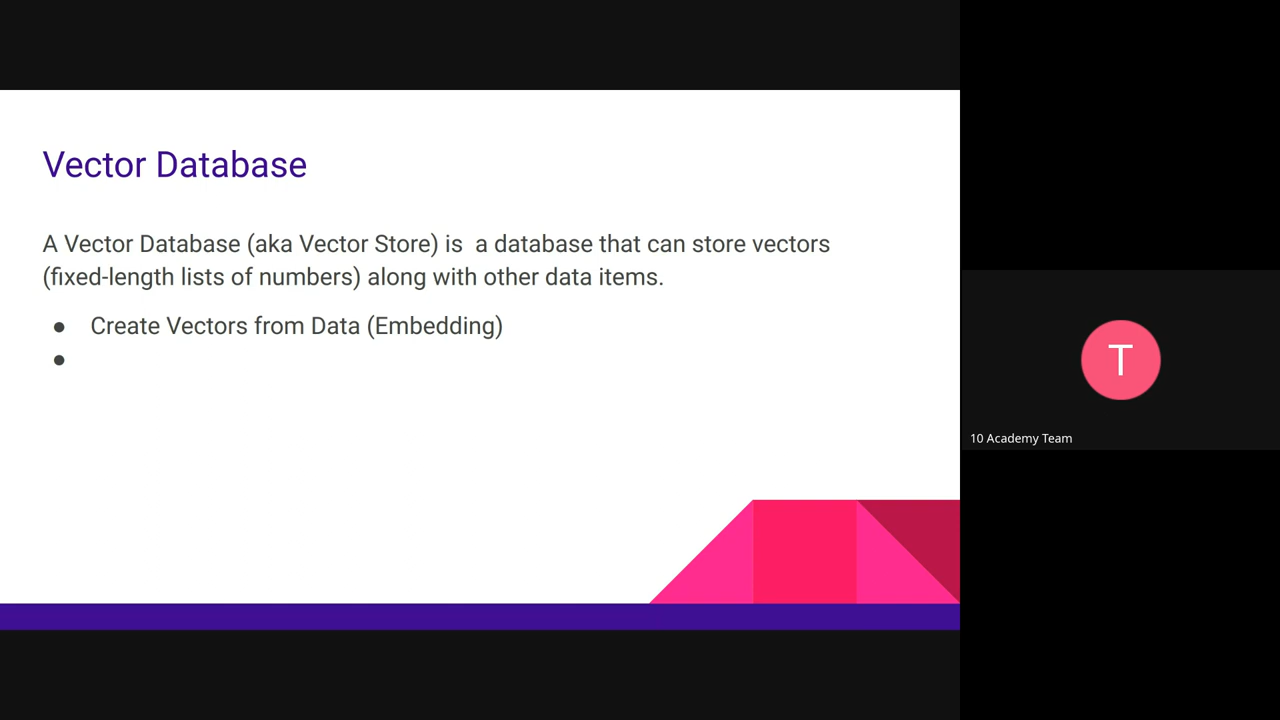 Vector Database
A Vector Database (aka Vector Store) is  a database that can store vectors
(fixed-length lists of numbers) along with other data items.
● Create Vectors from Data (Embedding)
●
T
10 Academy Team